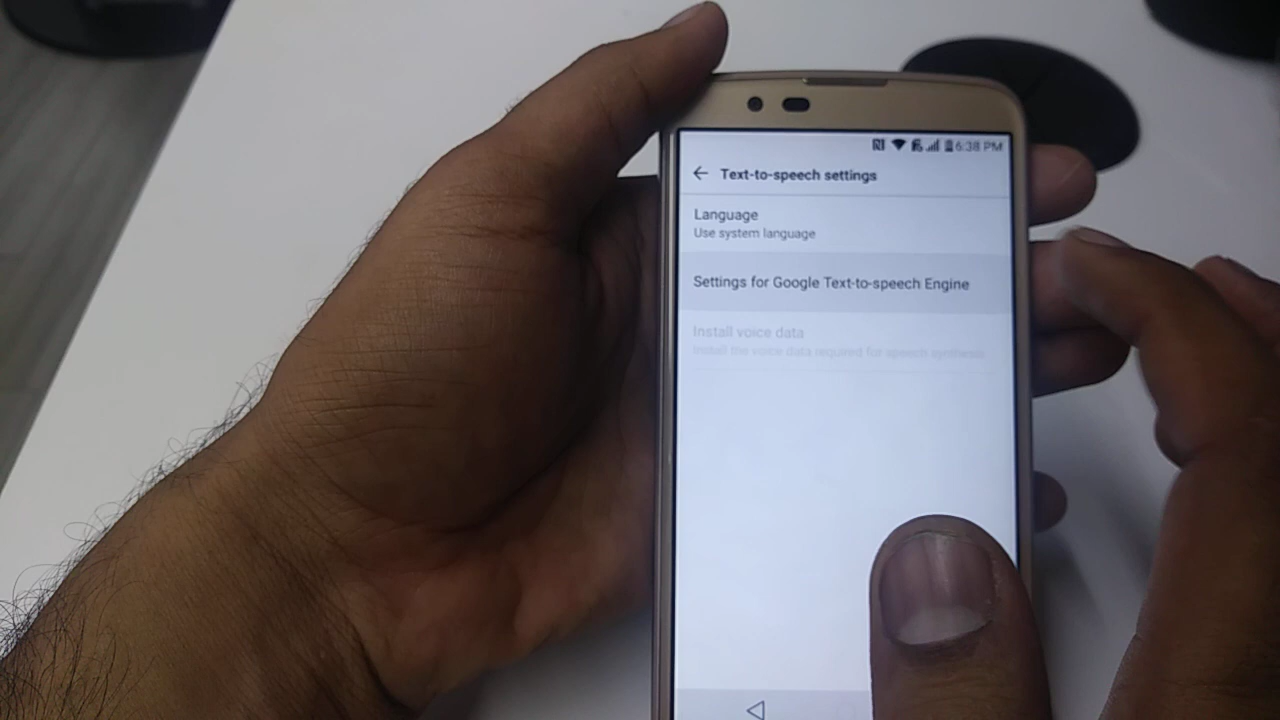 6:38 PM
Text-to-speech settings
Language
Use system language
Settings for Google Text-to-speech Engine
Install voice data
Install the voice data required for speech synthesis